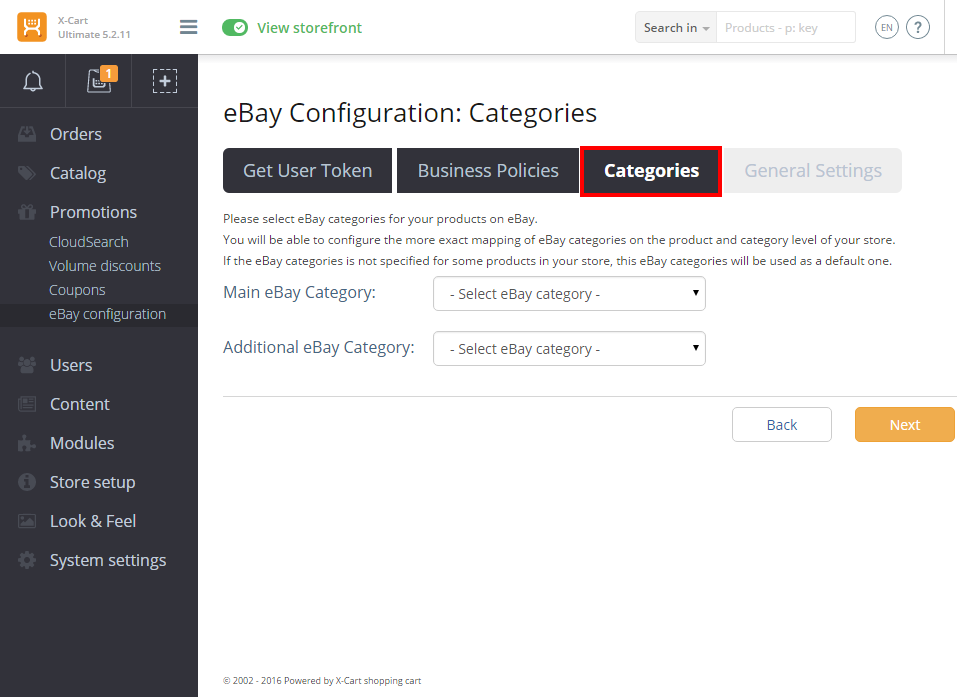 X-Cart
Ultimate 5.2.11
View storefront
Search in
Products - p: key
EN
?
1
Orders
Catalog
Promotions
CloudSearch
Volume discounts
Coupons
eBay configuration
Users
Content
Modules
Store setup
Look & Feel
System settings
eBay Configuration: Categories
Get User Token
Business Policies
Categories
General Settings
Please select eBay categories for your products on eBay.
You will be able to configure the more exact mapping of eBay categories on the product and category level of your store.
If the eBay categories is not specified for some products in your store, this eBay categories will be used as a default one.
Main eBay Category:
- Select eBay category -
Additional eBay Category:
- Select eBay category -
Back
Next
© 2002 - 2016 Powered by X-Cart shopping cart